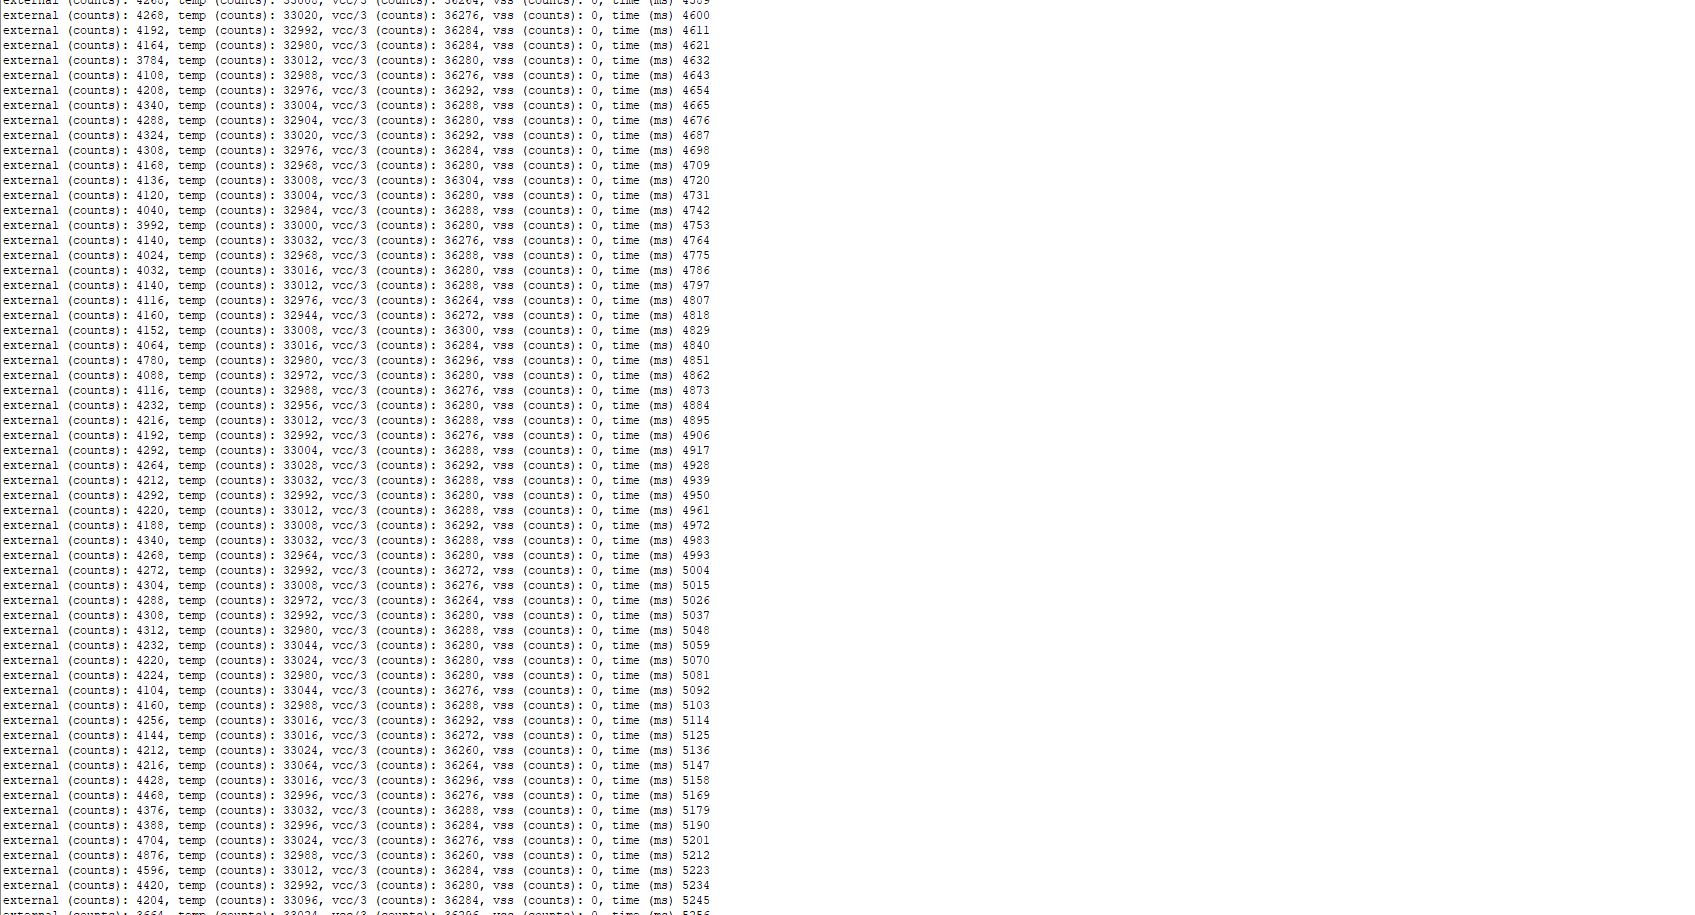 external (counts): 4268, temp (counts): 33008, vcc/3 (counts): 36264, vss (counts): 0, time (ms) 4589
external (counts): 4268, temp (counts): 33020, vcc/3 (counts): 36276, vss (counts): 0, time (ms) 4600
external (counts): 4192, temp (counts): 32992, vcc/3 (counts): 36284, vss (counts): 0, time (ms) 4611
external (counts): 4164, temp (counts): 32980, vcc/3 (counts): 36284, vss (counts): 0, time (ms) 4621
external (counts): 3784, temp (counts): 33012, vcc/3 (counts): 36280, vss (counts): 0, time (ms) 4632
external (counts): 4108, temp (counts): 32988, vcc/3 (counts): 36276, vss (counts): 0, time (ms) 4643
external (counts): 4208, temp (counts): 32976, vcc/3 (counts): 36292, vss (counts): 0, time (ms) 4654
external (counts): 4340, temp (counts): 33004, vcc/3 (counts): 36288, vss (counts): 0, time (ms) 4665
external (counts): 4288, temp (counts): 32904, vcc/3 (counts): 36280, vss (counts): 0, time (ms) 4676
external (counts): 4324, temp (counts): 33020, vcc/3 (counts): 36292, vss (counts): 0, time (ms) 4687
external (counts): 4308, temp (counts): 32976, vcc/3 (counts): 36284, vss (counts): 0, time (ms) 4698
external (counts): 4168, temp (counts): 32968, vcc/3 (counts): 36280, vss (counts): 0, time (ms) 4709
external (counts): 4136, temp (counts): 33008, vcc/3 (counts): 36304, vss (counts): 0, time (ms) 4720
external (counts): 4120, temp (counts): 33004, vcc/3 (counts): 36280, vss (counts): 0, time (ms) 4731
external (counts): 4040, temp (counts): 32984, vcc/3 (counts): 36288, vss (counts): 0, time (ms) 4742
external (counts): 3992, temp (counts): 33000, vcc/3 (counts): 36280, vss (counts): 0, time (ms) 4753
external (counts): 4140, temp (counts): 33032, vcc/3 (counts): 36276, vss (counts): 0, time (ms) 4764
external (counts): 4024, temp (counts): 32968, vcc/3 (counts): 36288, vss (counts): 0, time (ms) 4775
external (counts): 4032, temp (counts): 33016, vcc/3 (counts): 36280, vss (counts): 0, time (ms) 4786
external (counts): 4140, temp (counts): 33012, vcc/3 (counts): 36288, vss (counts): 0, time (ms) 4797
external (counts): 4116, temp (counts): 32976, vcc/3 (counts): 36264, vss (counts): 0, time (ms) 4807
external (counts): 4160, temp (counts): 32944, vcc/3 (counts): 36272, vss (counts): 0, time (ms) 4818
external (counts): 4152, temp (counts): 33008, vcc/3 (counts): 36300, vss (counts): 0, time (ms) 4829
external (counts): 4064, temp (counts): 33016, vcc/3 (counts): 36284, vss (counts): 0, time (ms) 4840
external (counts): 4780, temp (counts): 32980, vcc/3 (counts): 36296, vss (counts): 0, time (ms) 4851
external (counts): 4088, temp (counts): 32972, vcc/3 (counts): 36280, vss (counts): 0, time (ms) 4862
external (counts): 4116, temp (counts): 32988, vcc/3 (counts): 36276, vss (counts): 0, time (ms) 4873
external (counts): 4232, temp (counts): 32956, vcc/3 (counts): 36280, vss (counts): 0, time (ms) 4884
external (counts): 4216, temp (counts): 33012, vcc/3 (counts): 36288, vss (counts): 0, time (ms) 4895
external (counts): 4192, temp (counts): 32992, vcc/3 (counts): 36276, vss (counts): 0, time (ms) 4906
external (counts): 4292, temp (counts): 33004, vcc/3 (counts): 36288, vss (counts): 0, time (ms) 4917
external (counts): 4264, temp (counts): 33028, vcc/3 (counts): 36292, vss (counts): 0, time (ms) 4928
external (counts): 4212, temp (counts): 33032, vcc/3 (counts): 36288, vss (counts): 0, time (ms) 4939
external (counts): 4292, temp (counts): 32992, vcc/3 (counts): 36280, vss (counts): 0, time (ms) 4950
external (counts): 4220, temp (counts): 33012, vcc/3 (counts): 36288, vss (counts): 0, time (ms) 4961
external (counts): 4188, temp (counts): 33008, vcc/3 (counts): 36292, vss (counts): 0, time (ms) 4972
external (counts): 4340, temp (counts): 33032, vcc/3 (counts): 36288, vss (counts): 0, time (ms) 4983
external (counts): 4268, temp (counts): 32964, vcc/3 (counts): 36280, vss (counts): 0, time (ms) 4993
external (counts): 4272, temp (counts): 32992, vcc/3 (counts): 36272, vss (counts): 0, time (ms) 5004
external (counts): 4304, temp (counts): 33008, vcc/3 (counts): 36276, vss (counts): 0, time (ms) 5015
external (counts): 4288, temp (counts): 32972, vcc/3 (counts): 36264, vss (counts): 0, time (ms) 5026
external (counts): 4308, temp (counts): 32992, vcc/3 (counts): 36280, vss (counts): 0, time (ms) 5037
external (counts): 4312, temp (counts): 32980, vcc/3 (counts): 36288, vss (counts): 0, time (ms) 5048
external (counts): 4232, temp (counts): 33044, vcc/3 (counts): 36280, vss (counts): 0, time (ms) 5059
external (counts): 4220, temp (counts): 33024, vcc/3 (counts): 36280, vss (counts): 0, time (ms) 5070
external (counts): 4224, temp (counts): 32980, vcc/3 (counts): 36280, vss (counts): 0, time (ms) 5081
external (counts): 4104, temp (counts): 33044, vcc/3 (counts): 36276, vss (counts): 0, time (ms) 5092
external (counts): 4160, temp (counts): 32988, vcc/3 (counts): 36288, vss (counts): 0, time (ms) 5103
external (counts): 4256, temp (counts): 33016, vcc/3 (counts): 36292, vss (counts): 0, time (ms) 5114
external (counts): 4144, temp (counts): 33016, vcc/3 (counts): 36272, vss (counts): 0, time (ms) 5125
external (counts): 4212, temp (counts): 33024, vcc/3 (counts): 36260, vss (counts): 0, time (ms) 5136
external (counts): 4216, temp (counts): 33064, vcc/3 (counts): 36264, vss (counts): 0, time (ms) 5147
external (counts): 4428, temp (counts): 33016, vcc/3 (counts): 36296, vss (counts): 0, time (ms) 5158
external (counts): 4468, temp (counts): 32996, vcc/3 (counts): 36276, vss (counts): 0, time (ms) 5169
external (counts): 4376, temp (counts): 33032, vcc/3 (counts): 36288, vss (counts): 0, time (ms) 5179
external (counts): 4388, temp (counts): 32996, vcc/3 (counts): 36284, vss (counts): 0, time (ms) 5190
external (counts): 4704, temp (counts): 33024, vcc/3 (counts): 36276, vss (counts): 0, time (ms) 5201
external (counts): 4876, temp (counts): 32988, vcc/3 (counts): 36260, vss (counts): 0, time (ms) 5212
external (counts): 4596, temp (counts): 33012, vcc/3 (counts): 36284, vss (counts): 0, time (ms) 5223
external (counts): 4420, temp (counts): 32992, vcc/3 (counts): 36280, vss (counts): 0, time (ms) 5234
external (counts): 4204, temp (counts): 33096, vcc/3 (counts): 36284, vss (counts): 0, time (ms) 5245
external (counts): 3664, temp (counts): 33024, vcc/3 (counts): 36296, vss (counts): 0, time (ms) 5256